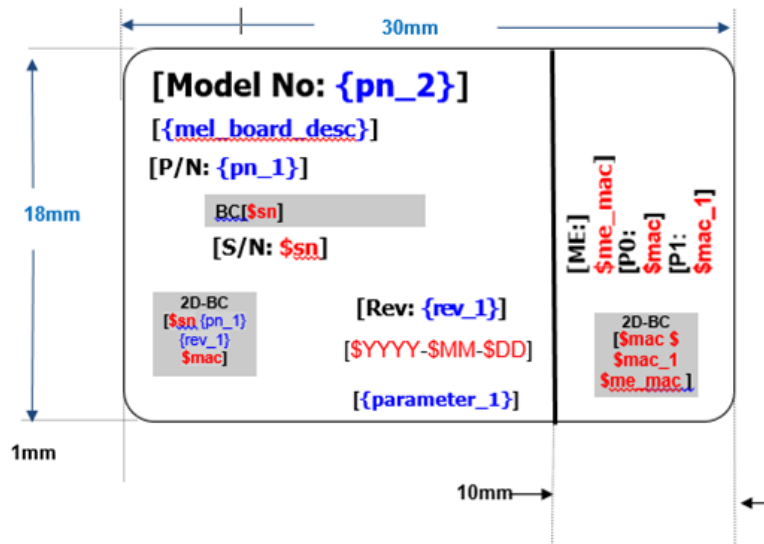 30mm
[Model No: {pn_2}]
[{mel_board_desc}]
[P/N: {pn_1}]
BC[$sn]
[S/N: $sn]
18mm
2D-BC
[$sn {pn_1}
{rev_1}
$mac]
[Rev: {rev_1}]
[$YYYY-$MM-$DD]
[{parameter_1}]
[ME:]
$me_mac]
[P0:
$mac]
[P1:
$mac_1]
2D-BC
[$mac $
$mac_1
$me_mac ]
1mm
10mm